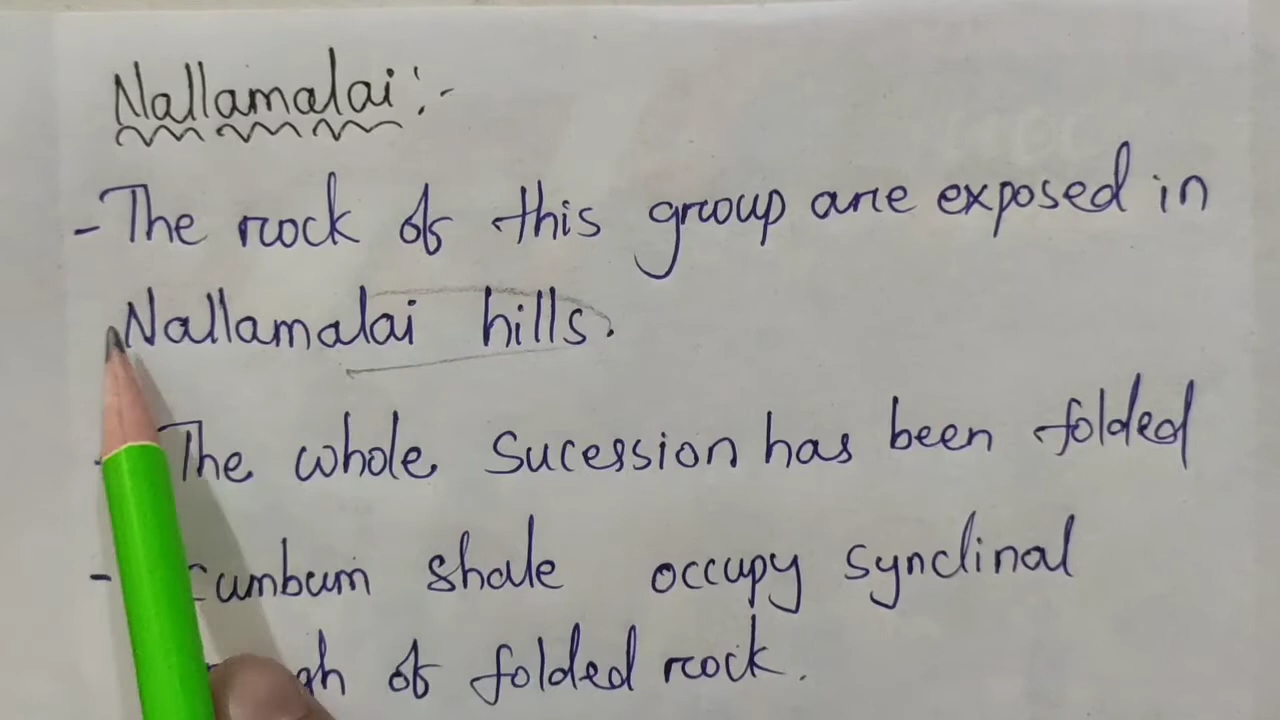 Nallamalai :-
- The rock of this group are exposed in
Nallamalai hills.
- The whole Sucession has been folded
- cumbum shale occupy synclinal
of folded rock.